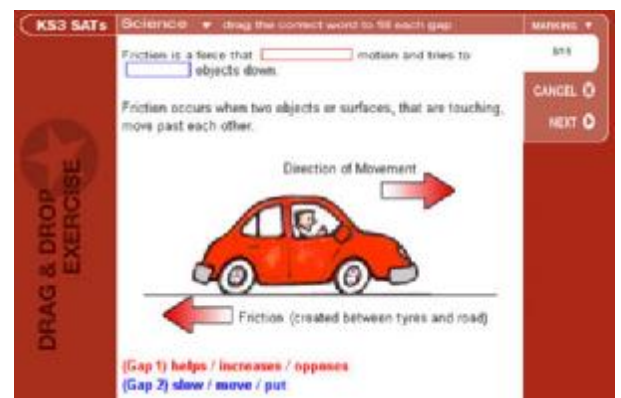 KS3 SATs
Science ▼ drag the correct word to fill each gap
MARKING ▼
Friction is a force that motion and tries to
objects down.
CANCEL
NEXT
Friction occurs when two objects or surfaces, that are touching,
move past each other.
DRAG & DROP
EXERCISE
Direction of Movement
Friction (created between tyres and road)
(Gap 1) helps / increases / opposes
(Gap 2) slow / move / put